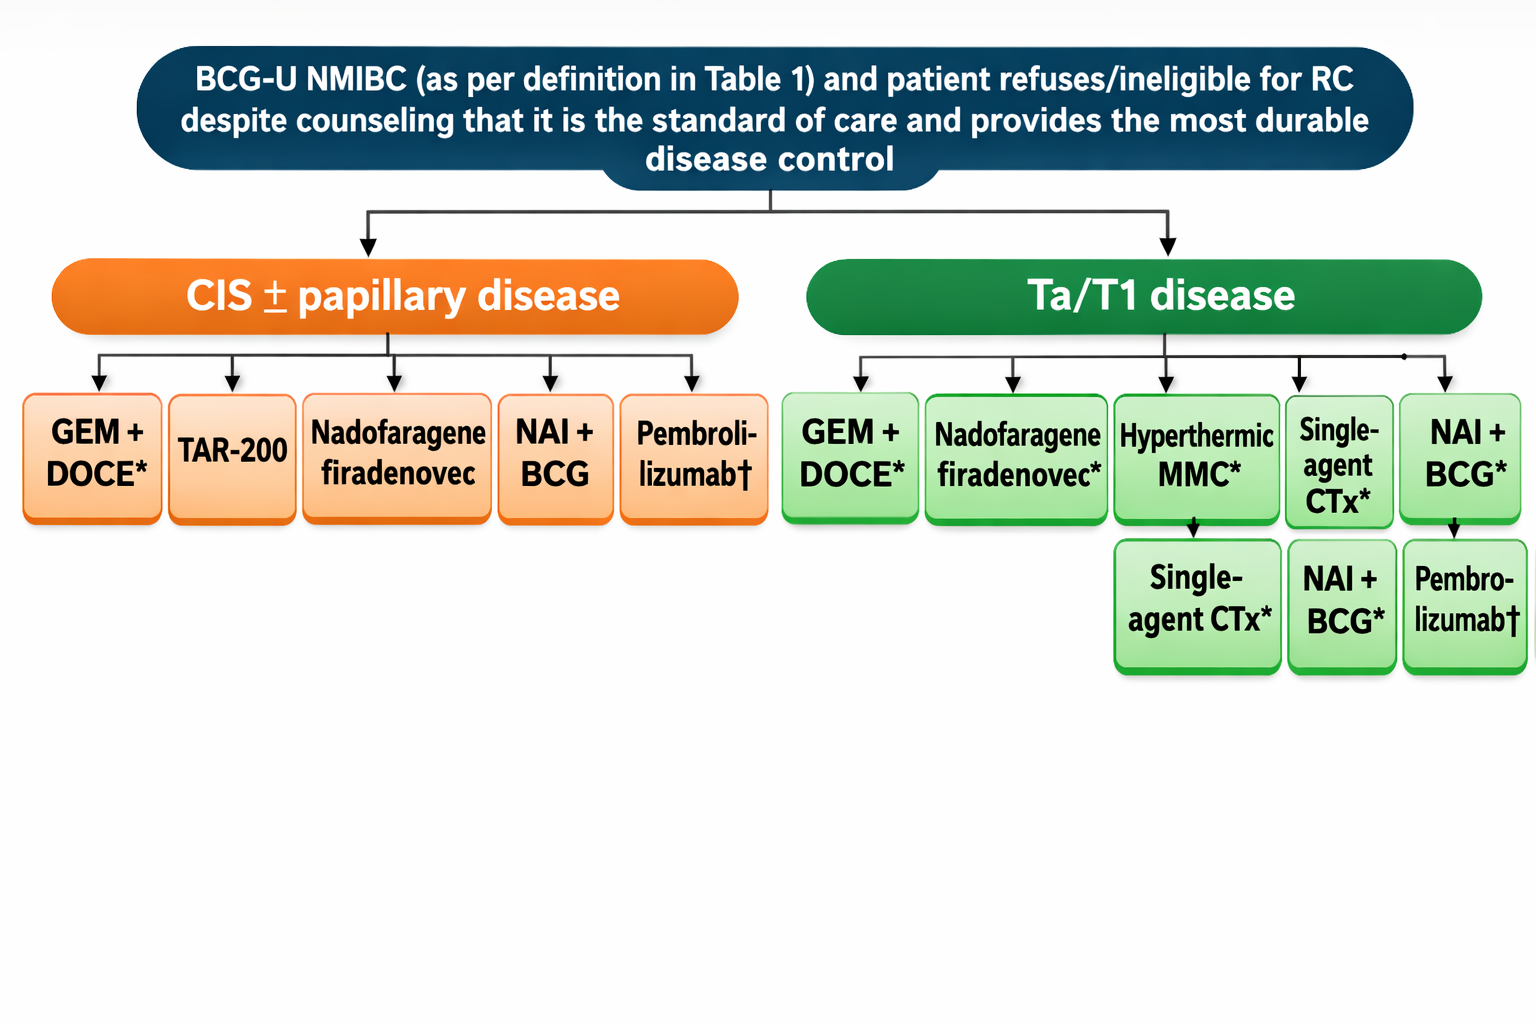 BCG-U NMIBC (as per definition in Table 1) and patient refuses/ineligible for RC
despite counseling that it is the standard of care and provides the most durable
disease control
CIS ± papillary disease
Ta/T1 disease
GEM +
DOCE*
TAR-200
Nadofaragene
firadenovec
NAI +
BCG
Pembroli-
lizumab†
GEM +
DOCE*
Nadofaragene
firadenovec*
Hyperthermic
MMC*
Single-
agent
CTx*
NAI +
BCG*
Single-
agent CTx*
NAI +
BCG*
Pembro-
lizumab†